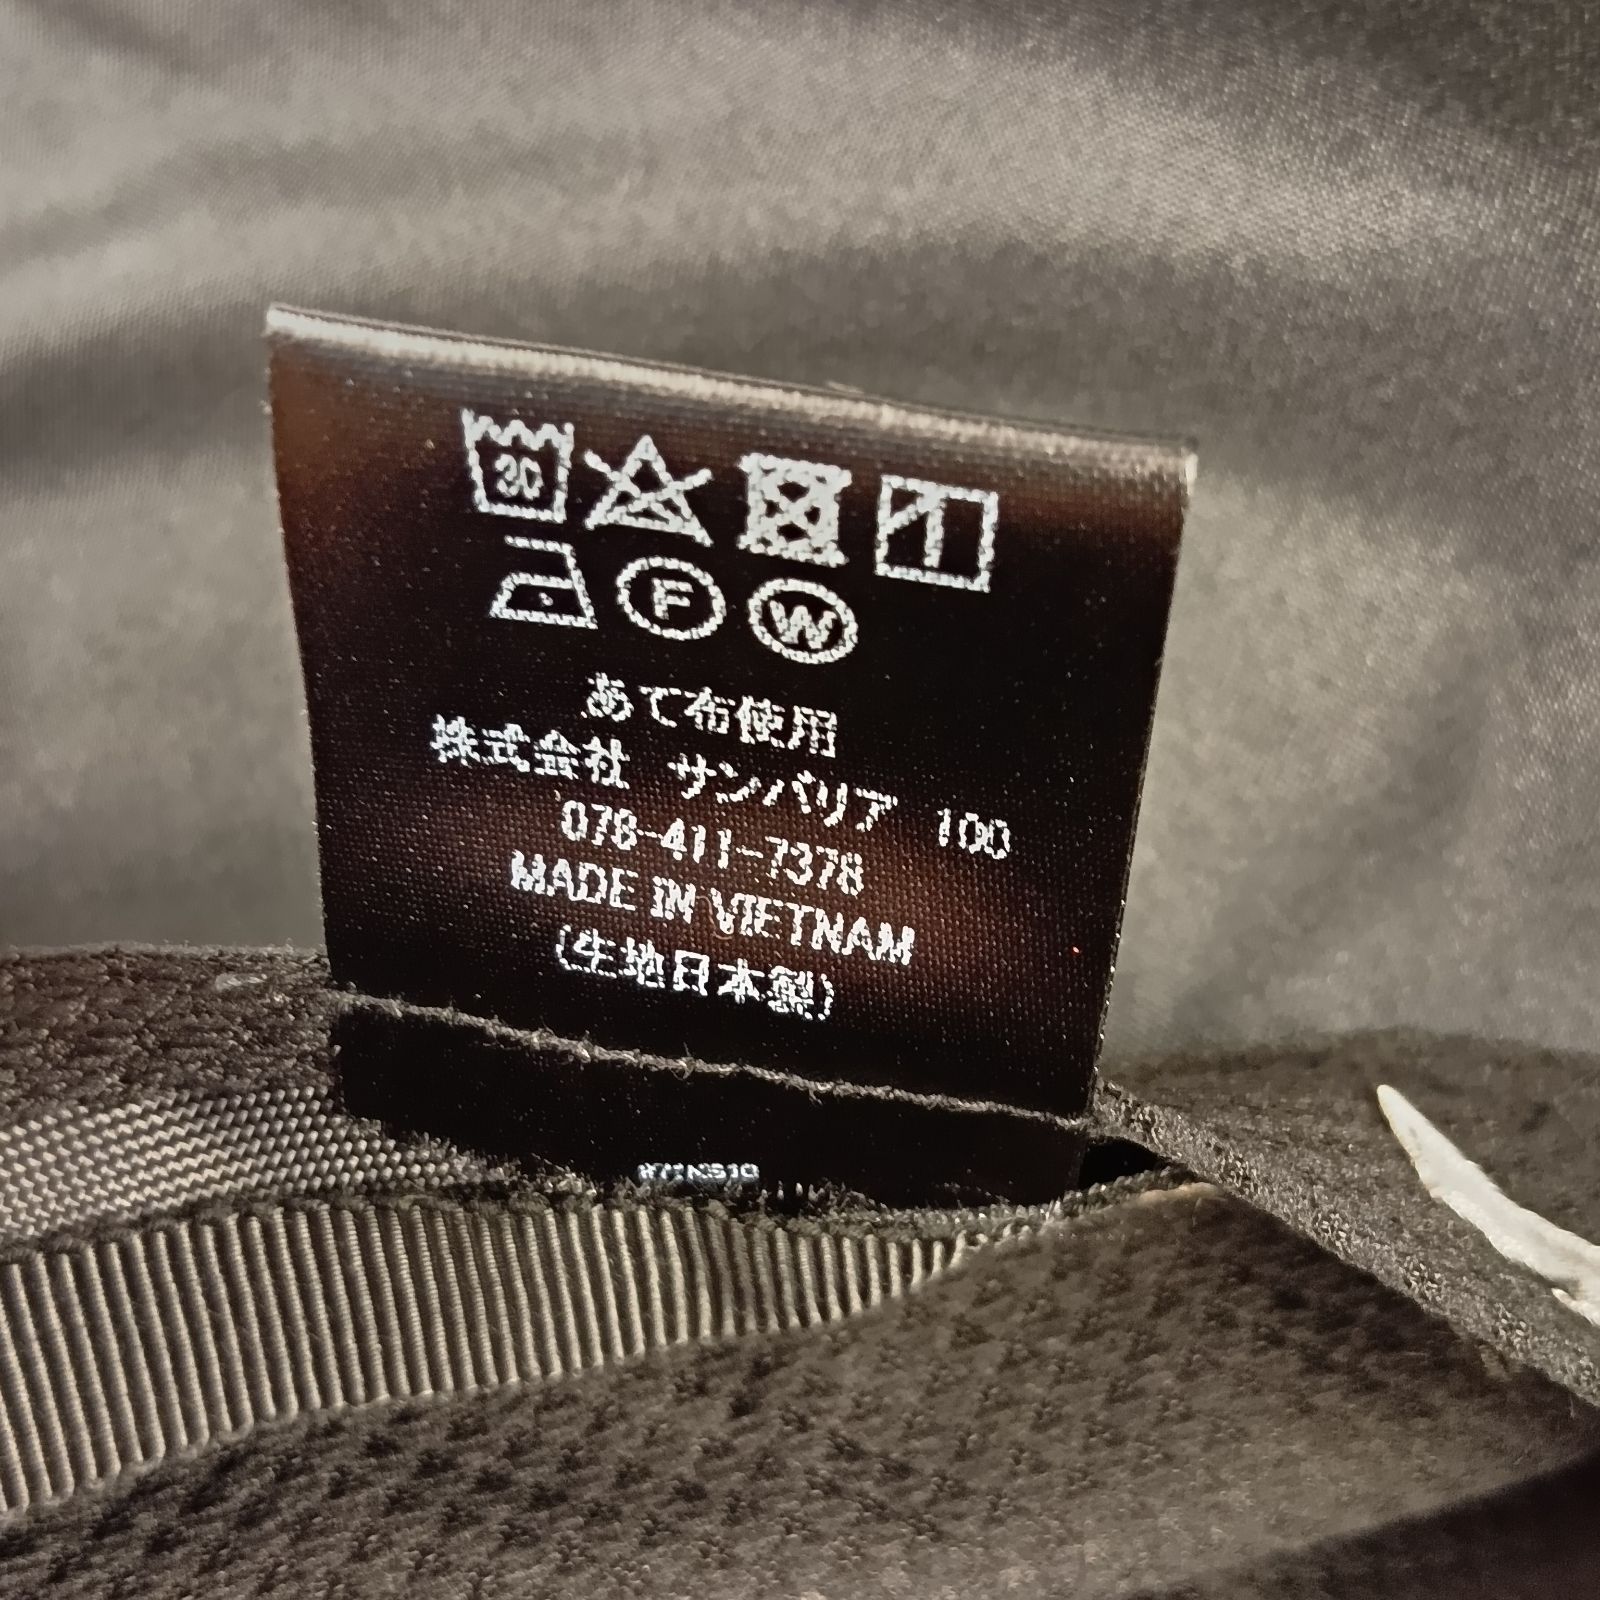 30
F W
あて布使用
株式会社 サンバリア 100
078-411-7378
MADE IN VIETNAM
(生地日本製)